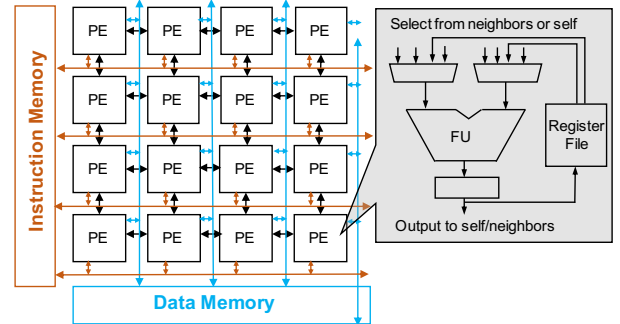 Instruction Memory
PE PE PE PE
PE PE PE PE
PE PE PE PE
PE PE PE PE
Data Memory
Select from neighbors or self
FU
Register
File
Output to self/neighbors